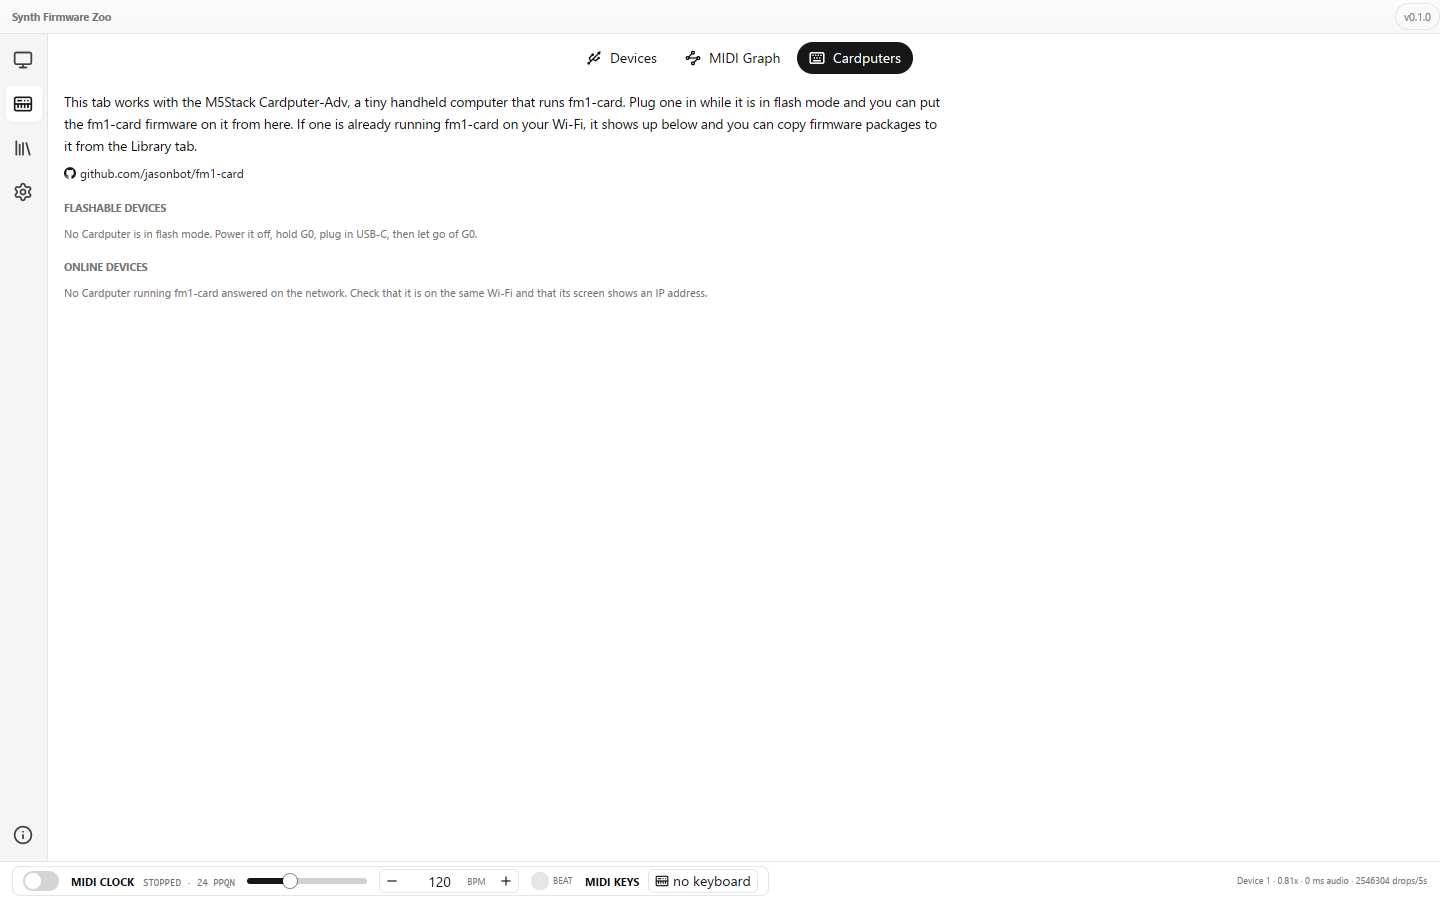 Synth Firmware Zoo
v0.1.0
Devices
MIDI Graph
Cardputers
This tab works with the M5Stack Cardputer-Adv, a tiny handheld computer that runs fm1-card. Plug one in while it is in flash mode and you can put
the fm1-card firmware on it from here. If one is already running fm1-card on your Wi-Fi, it shows up below and you can copy firmware packages to
it from the Library tab.
github.com/jasonbot/fm1-card
FLASHABLE DEVICES
No Cardputer is in flash mode. Power it off, hold G0, plug in USB-C, then let go of G0.
ONLINE DEVICES
No Cardputer running fm1-card answered on the network. Check that it is on the same Wi-Fi and that its screen shows an IP address.
MIDI CLOCK STOPPED · 24 PPQN
− 120 BPM +
BEAT
MIDI KEYS
no keyboard
Device 1 · 0.81x · 0 ms audio · 2546304 drops/5s